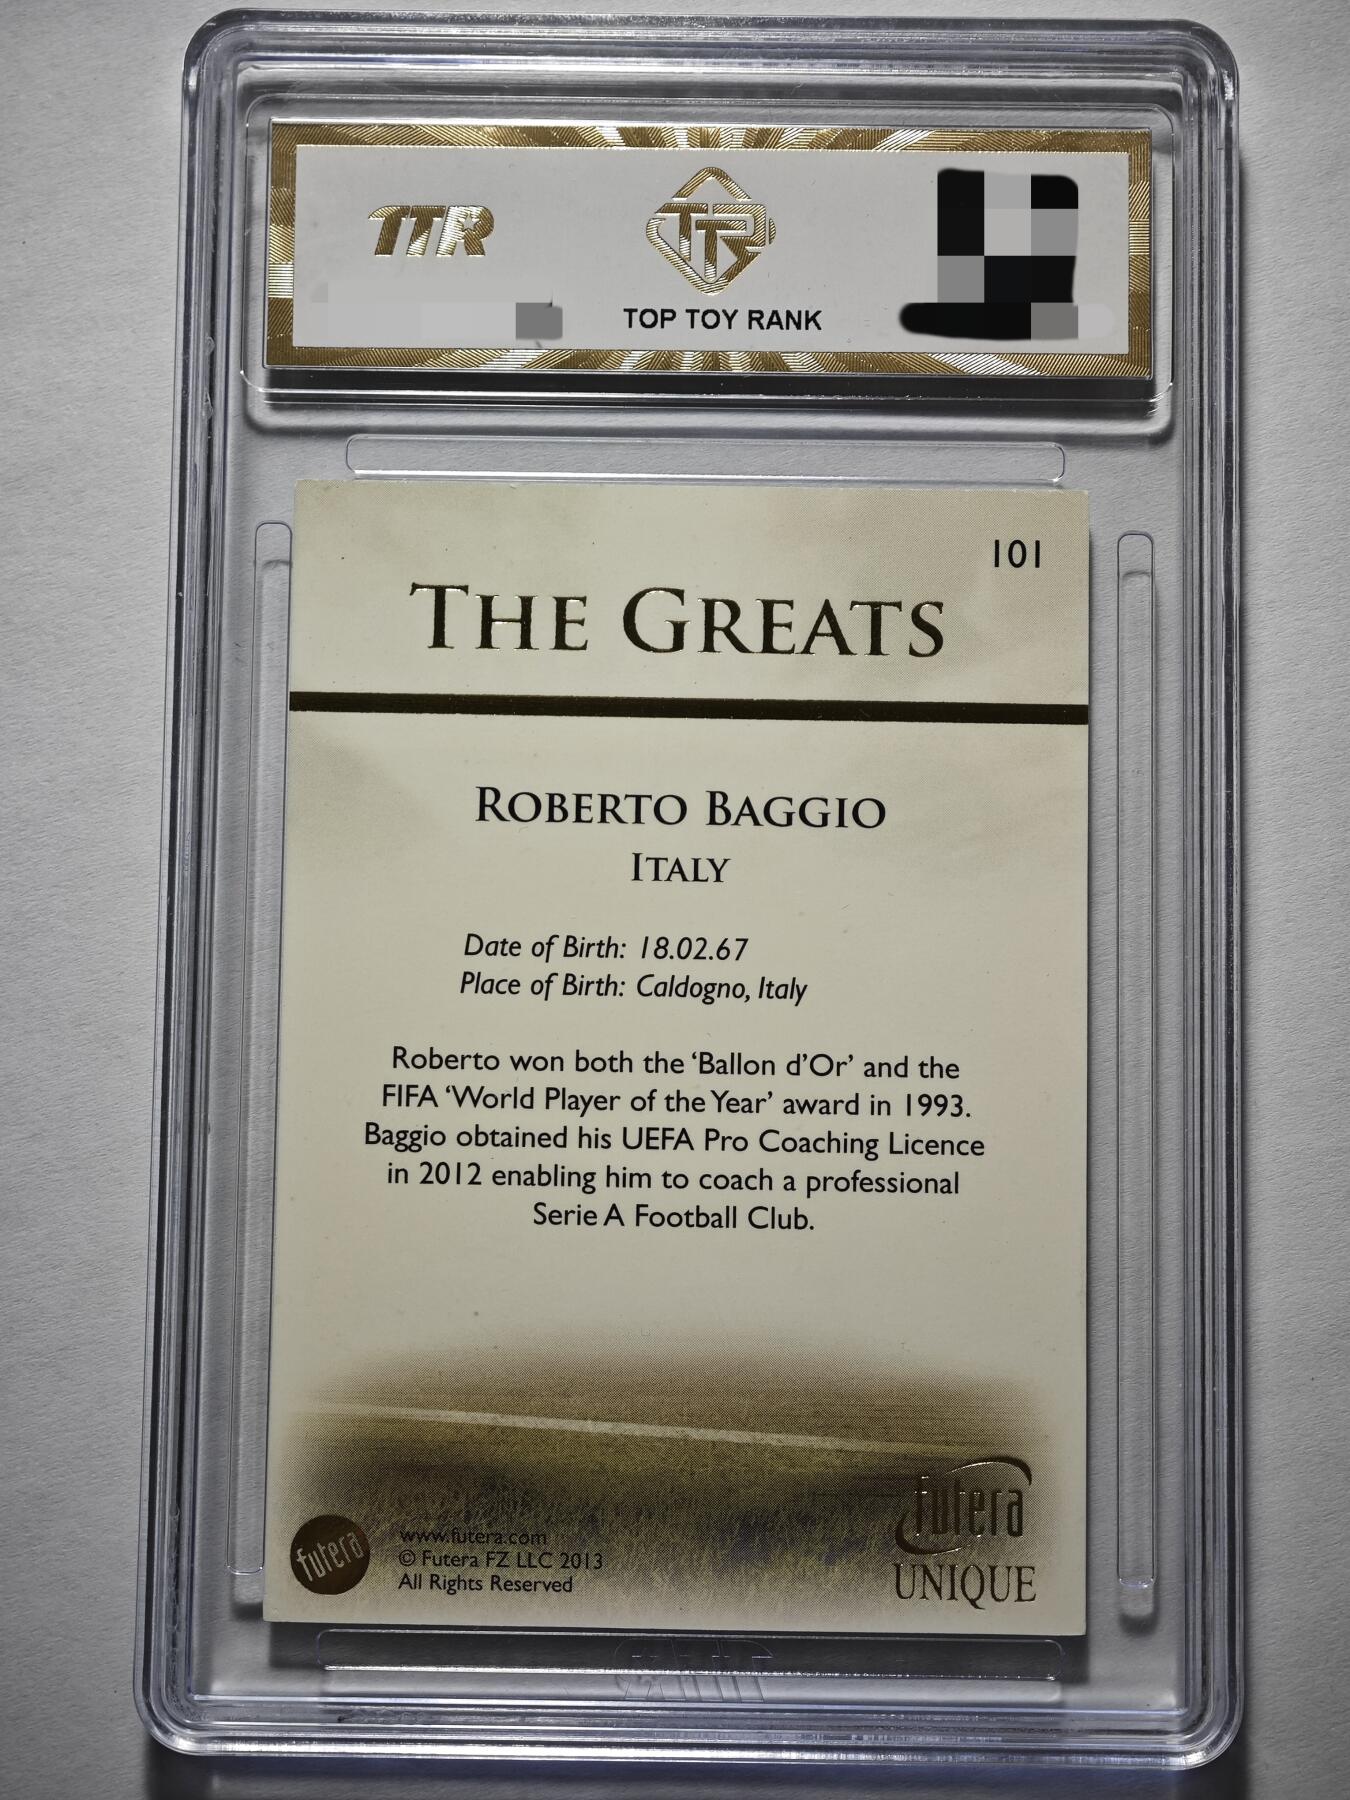 TTR
TTR
TOP TOY RANK
101
THE GREATS
ROBERTO BAGGIO
ITALY
Date of Birth: 18.02.67
Place of Birth: Caldogno, Italy
Roberto won both the ‘Ballon d’Or’ and the
FIFA ‘World Player of the Year’ award in 1993.
Baggio obtained his UEFA Pro Coaching Licence
in 2012 enabling him to coach a professional
Serie A Football Club.
futera
www.futera.com
© Futera FZ LLC 2013
All Rights Reserved
futera
UNIQUE
TTR